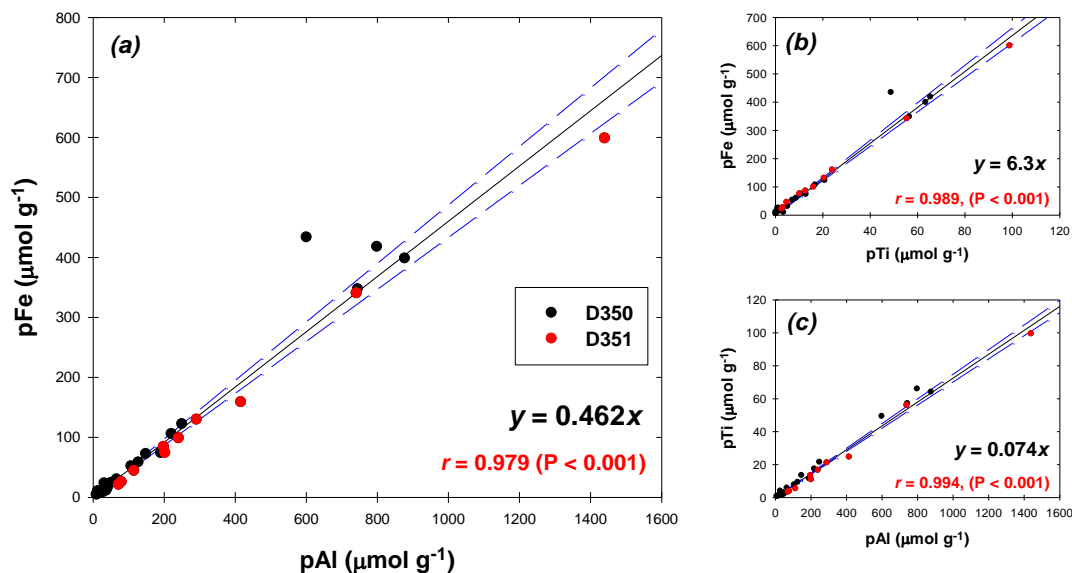 (a)
800
700
600
500
400
300
200
100
0
pFe (μmol g-1)
0 200 400 600 800 1000 1200 1400 1600
pAl (μmol g-1)
D350
D351
y = 0.462x
r = 0.979 (P < 0.001)
(b)
700
600
500
400
300
200
100
0
pFe (μmol g-1)
0 20 40 60 80 100 120
pTi (μmol g-1)
y = 6.3x
r = 0.989, (P < 0.001)
(c)
120
100
80
60
40
20
0
pTi (μmol g-1)
0 200 400 600 800 1000 1200 1400 1600
pAl (μmol g-1)
y = 0.074x
r = 0.994, (P < 0.001)